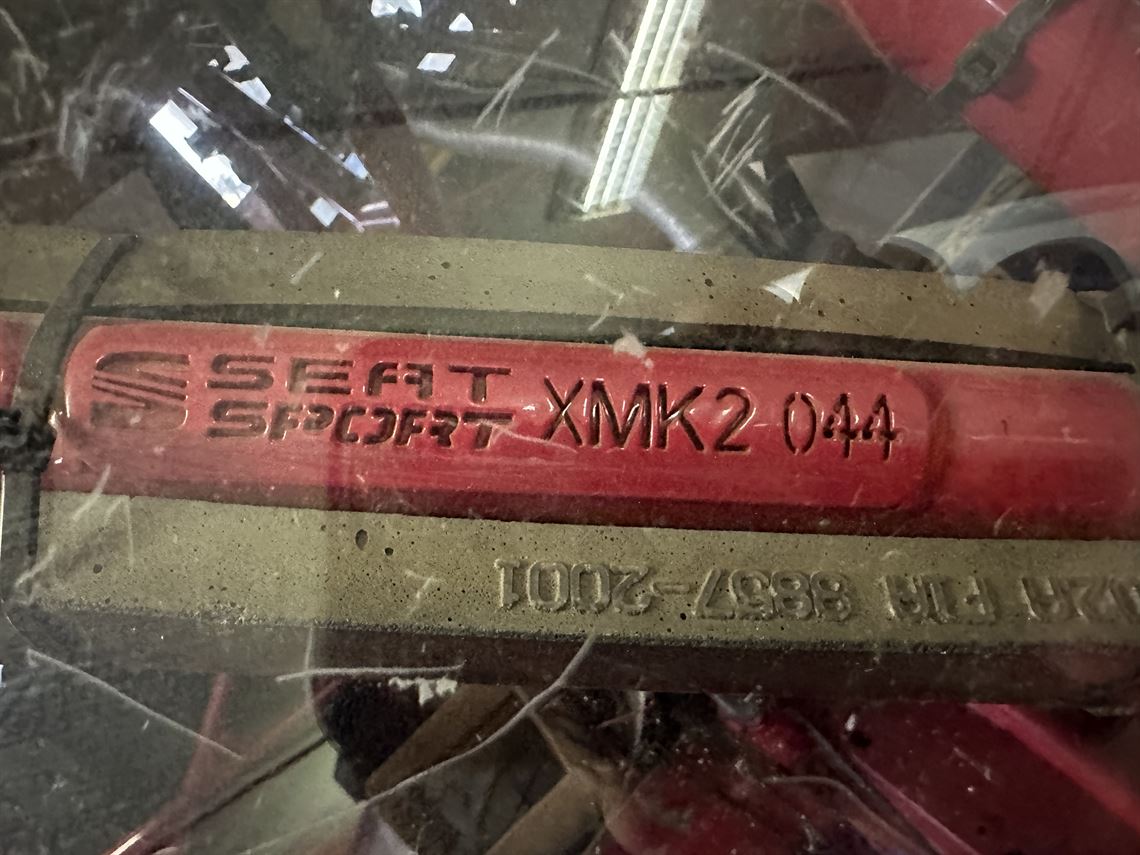 SEAT
SPORT XMK2 044
FIA 8857-2001